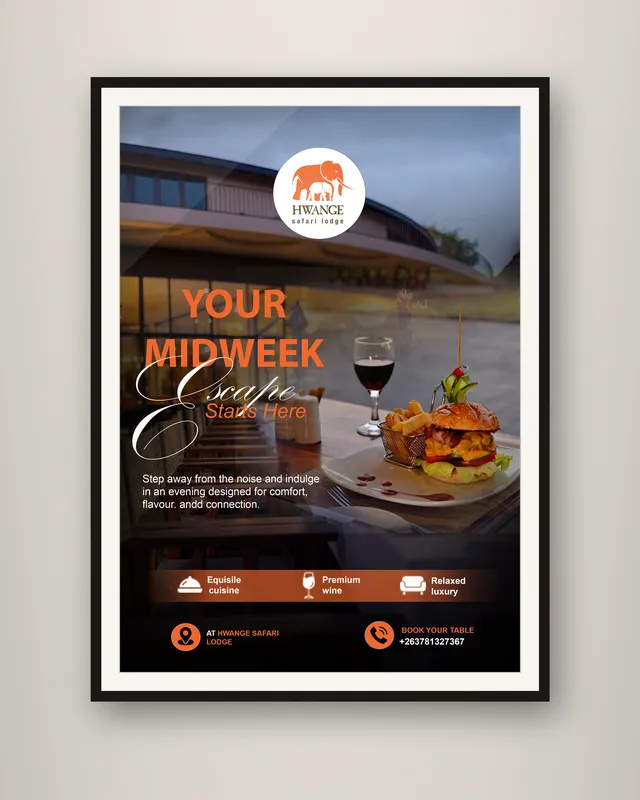 HWANGE
safari lodge
YOUR
MIDWEEK
Escape
Starts Here
Step away from the noise and indulge
in an evening designed for comfort,
flavour. andd connection.
Equisile
cuisine
Premium
wine
Relaxed
luxury
AT HWANGE SAFARI
LODGE
BOOK YOUR TABLE
+263781327367